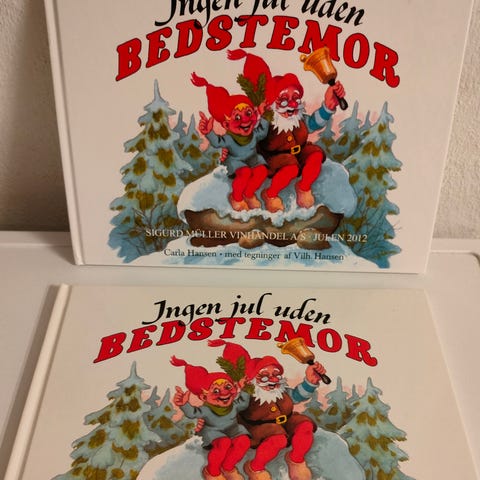 Ingen jul uden
BEDSTEMOR
SIGURD MÜLLER VINHANDEL A/S · JULEN 2012
Carla Hansen · med tegninger af Vilh. Hansen
Ingen jul uden
BEDSTEMOR